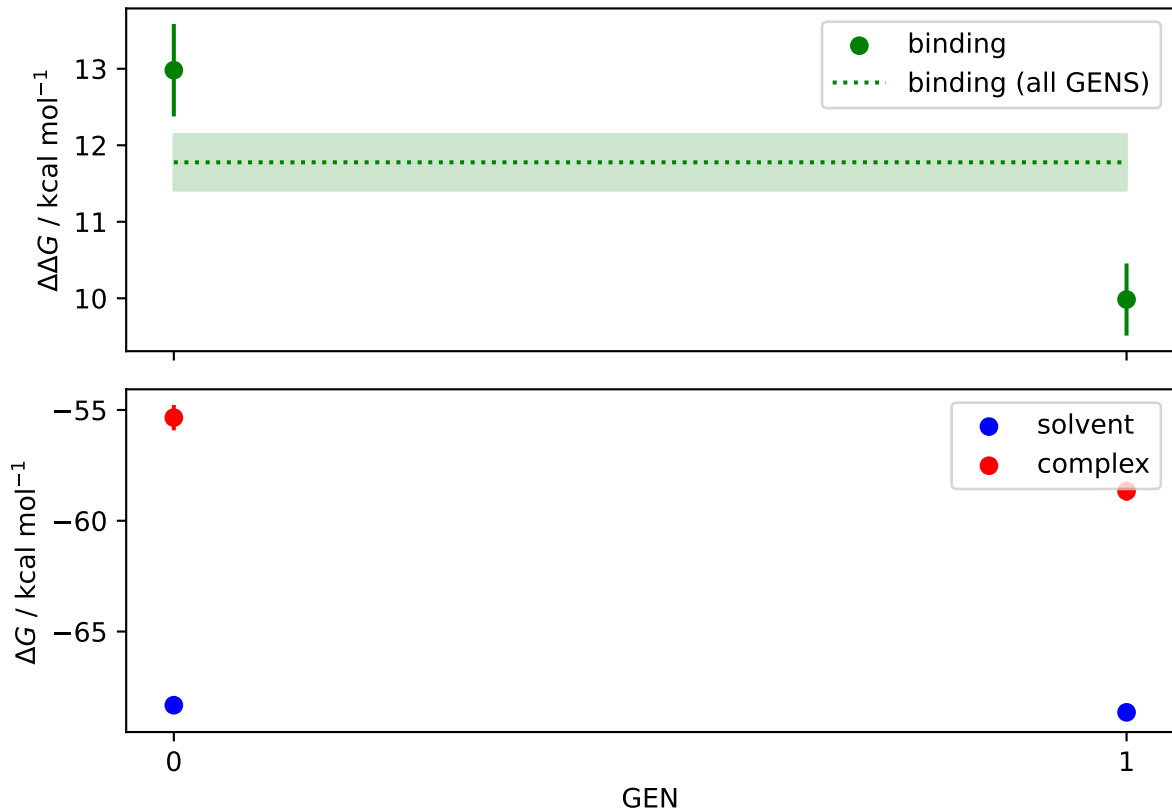 binding
binding (all GENS)
ΔΔG / kcal mol⁻¹
13
12
11
10
solvent
complex
ΔG / kcal mol⁻¹
−55
−60
−65
0
1
GEN